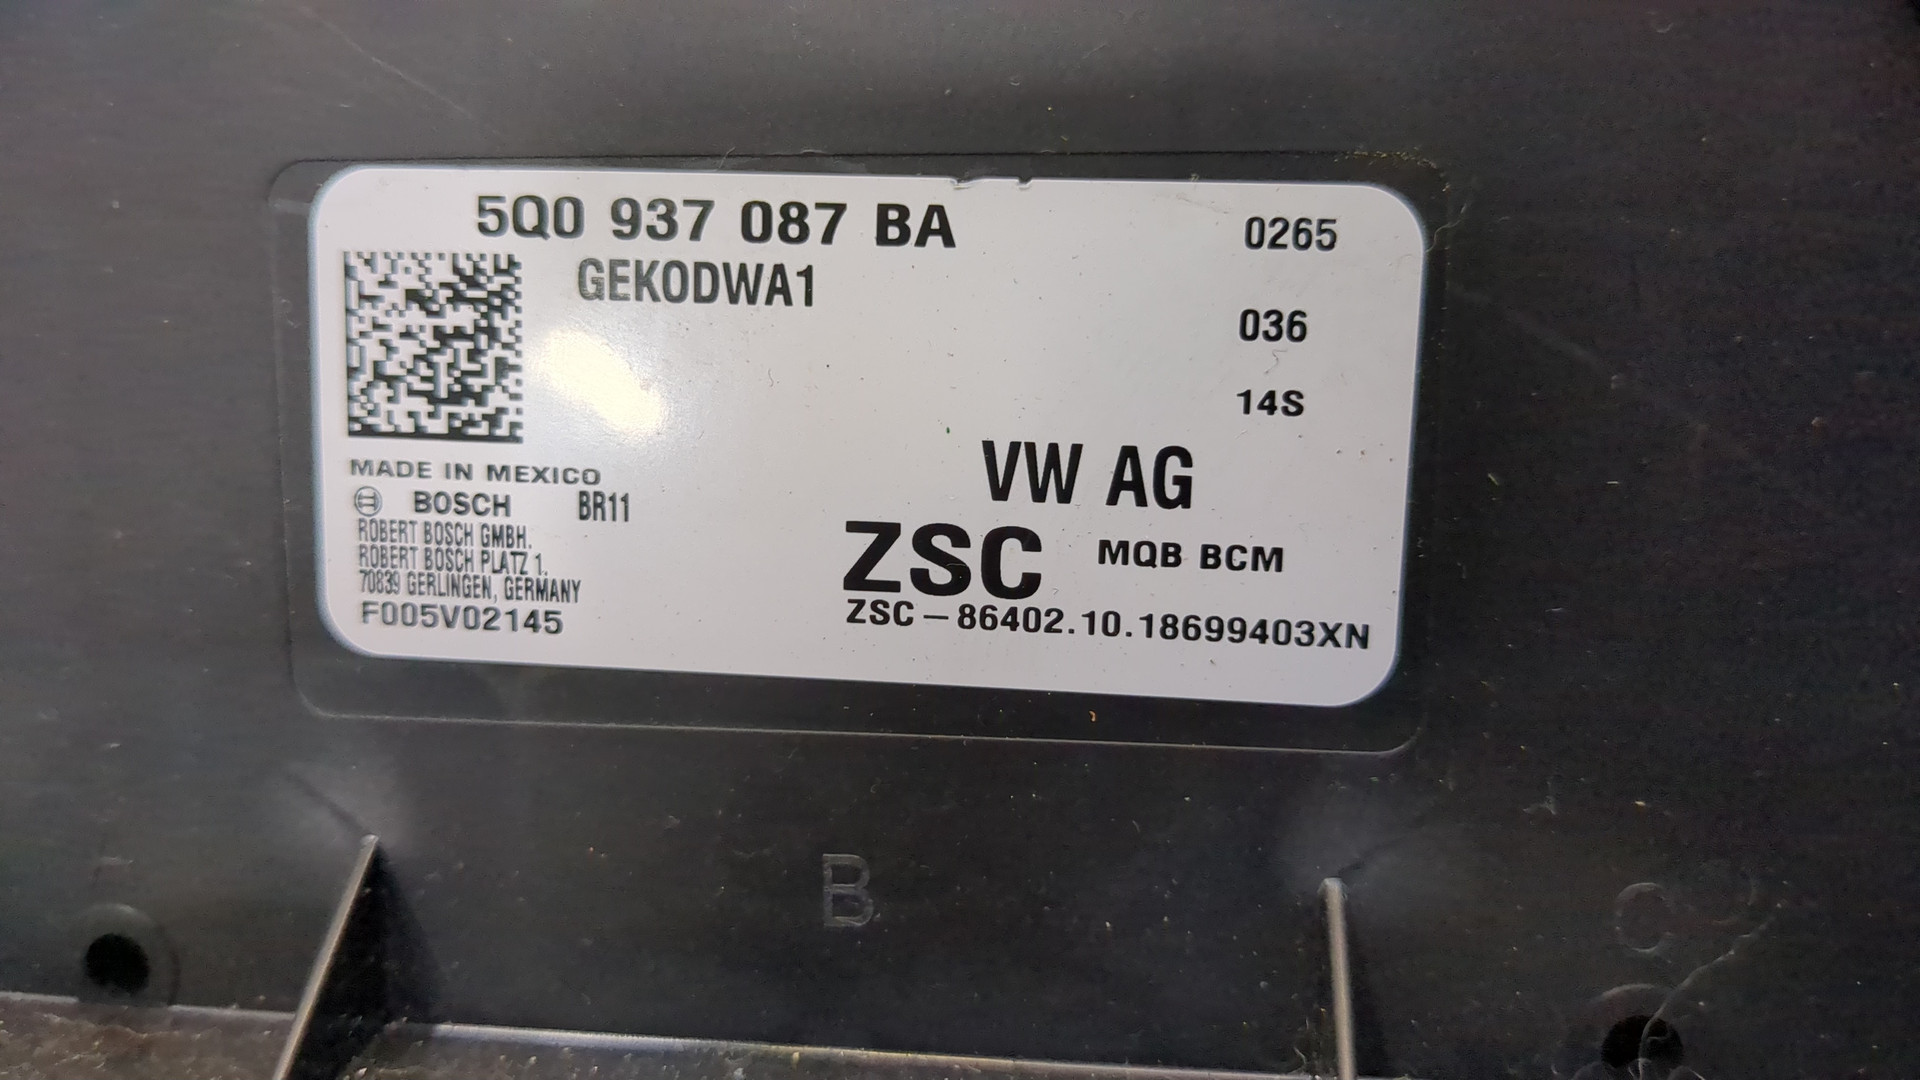 5Q0 937 087 BA 0265
GEKODWA1
036
14S
MADE IN MEXICO
BOSCH BR11
ROBERT BOSCH GMBH.
ROBERT BOSCH PLATZ 1.
70839 GERLINGEN, GERMANY
F005V02145
VW AG
ZSC MQB BCM
ZSC-86402.10.18699403XN
B
C